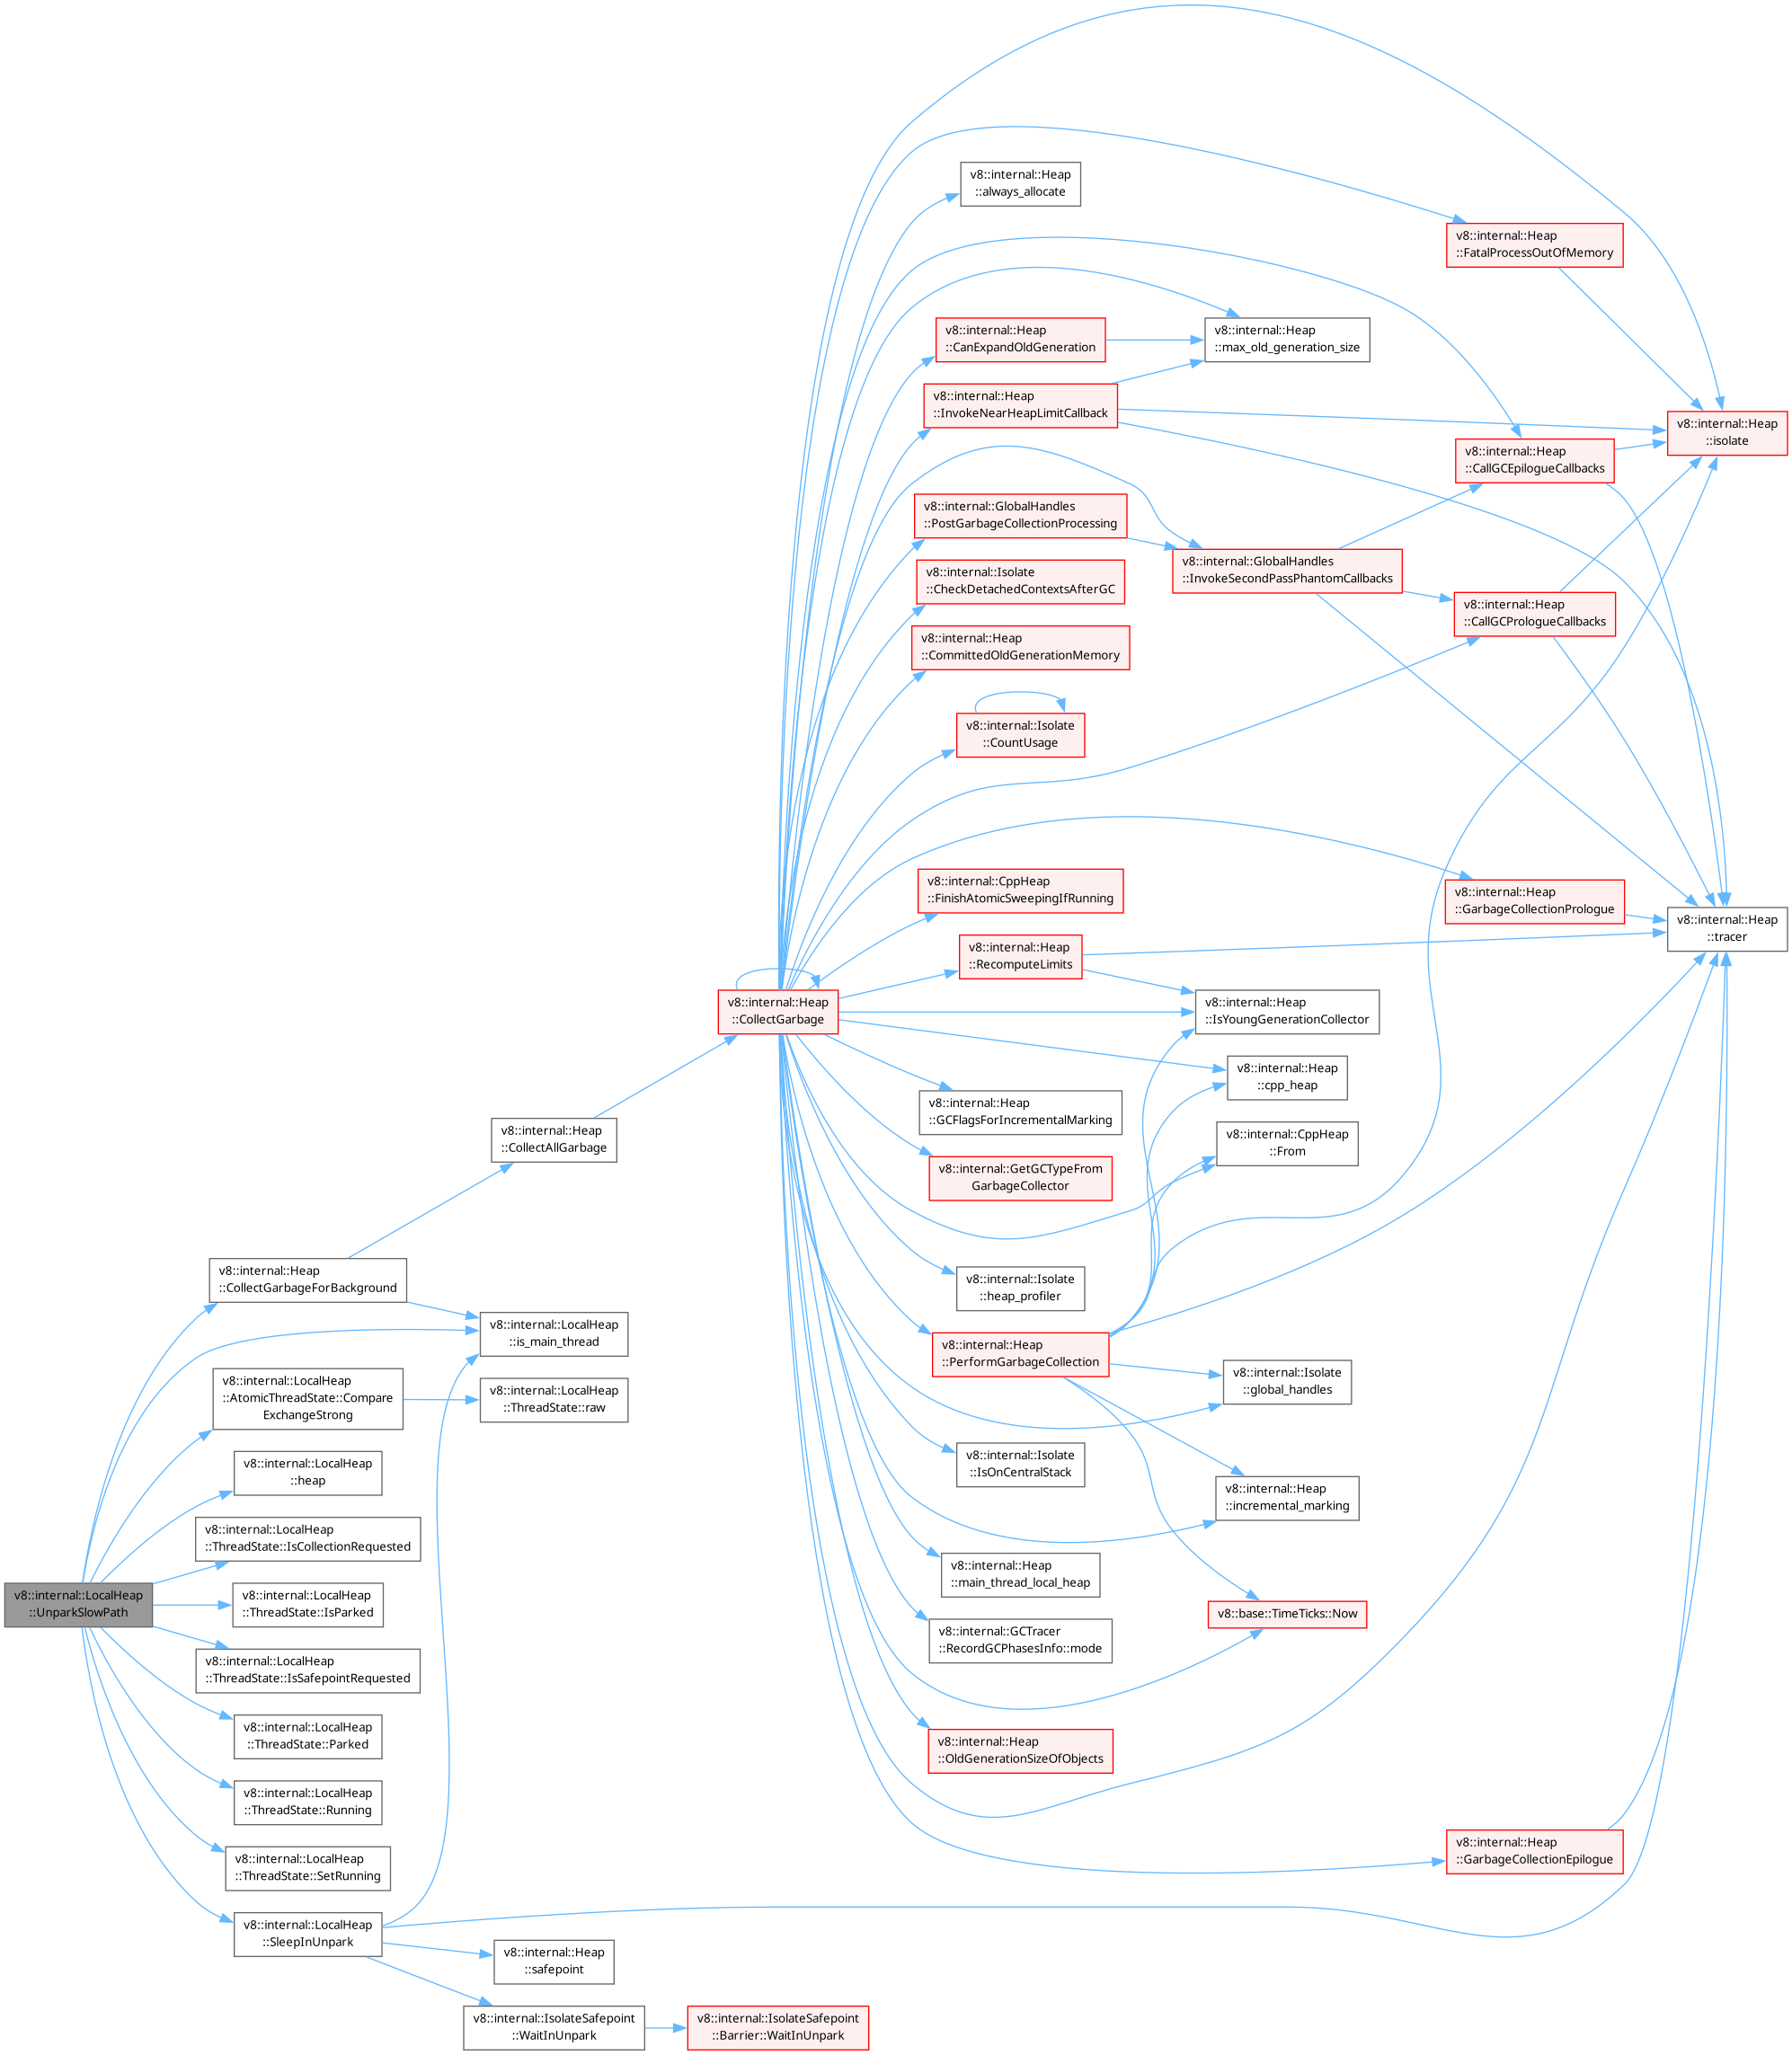 v8::internal::LocalHeap
::UnparkSlowPath
v8::internal::Heap
::CollectGarbageForBackground
v8::internal::LocalHeap
::AtomicThreadState::Compare
ExchangeStrong
v8::internal::LocalHeap
::heap
v8::internal::LocalHeap
::ThreadState::IsCollectionRequested
v8::internal::LocalHeap
::ThreadState::IsParked
v8::internal::LocalHeap
::ThreadState::IsSafepointRequested
v8::internal::LocalHeap
::ThreadState::Parked
v8::internal::LocalHeap
::ThreadState::Running
v8::internal::LocalHeap
::ThreadState::SetRunning
v8::internal::LocalHeap
::SleepInUnpark
v8::internal::Heap
::CollectAllGarbage
v8::internal::LocalHeap
::is_main_thread
v8::internal::LocalHeap
::ThreadState::raw
v8::internal::Heap
::safepoint
v8::internal::IsolateSafepoint
::WaitInUnpark
v8::internal::Heap
::CollectGarbage
v8::internal::IsolateSafepoint
::Barrier::WaitInUnpark
v8::internal::Heap
::always_allocate
v8::internal::Heap
::CanExpandOldGeneration
v8::internal::Heap
::InvokeNearHeapLimitCallback
v8::internal::GlobalHandles
::PostGarbageCollectionProcessing
v8::internal::Isolate
::CheckDetachedContextsAfterGC
v8::internal::Heap
::CommittedOldGenerationMemory
v8::internal::Isolate
::CountUsage
v8::internal::CppHeap
::FinishAtomicSweepingIfRunning
v8::internal::Heap
::RecomputeLimits
v8::internal::Heap
::GCFlagsForIncrementalMarking
v8::internal::GetGCTypeFrom
GarbageCollector
v8::internal::Isolate
::heap_profiler
v8::internal::Heap
::PerformGarbageCollection
v8::internal::Isolate
::IsOnCentralStack
v8::internal::Heap
::main_thread_local_heap
v8::internal::GCTracer
::RecordGCPhasesInfo::mode
v8::internal::Heap
::OldGenerationSizeOfObjects
v8::internal::Heap
::max_old_generation_size
v8::internal::GlobalHandles
::InvokeSecondPassPhantomCallbacks
v8::internal::Heap
::IsYoungGenerationCollector
v8::internal::Heap
::cpp_heap
v8::internal::CppHeap
::From
v8::internal::Isolate
::global_handles
v8::internal::Heap
::incremental_marking
v8::base::TimeTicks::Now
v8::internal::Heap
::FatalProcessOutOfMemory
v8::internal::Heap
::CallGCEpilogueCallbacks
v8::internal::Heap
::CallGCPrologueCallbacks
v8::internal::Heap
::GarbageCollectionPrologue
v8::internal::Heap
::GarbageCollectionEpilogue
v8::internal::Heap
::isolate
v8::internal::Heap
::tracer